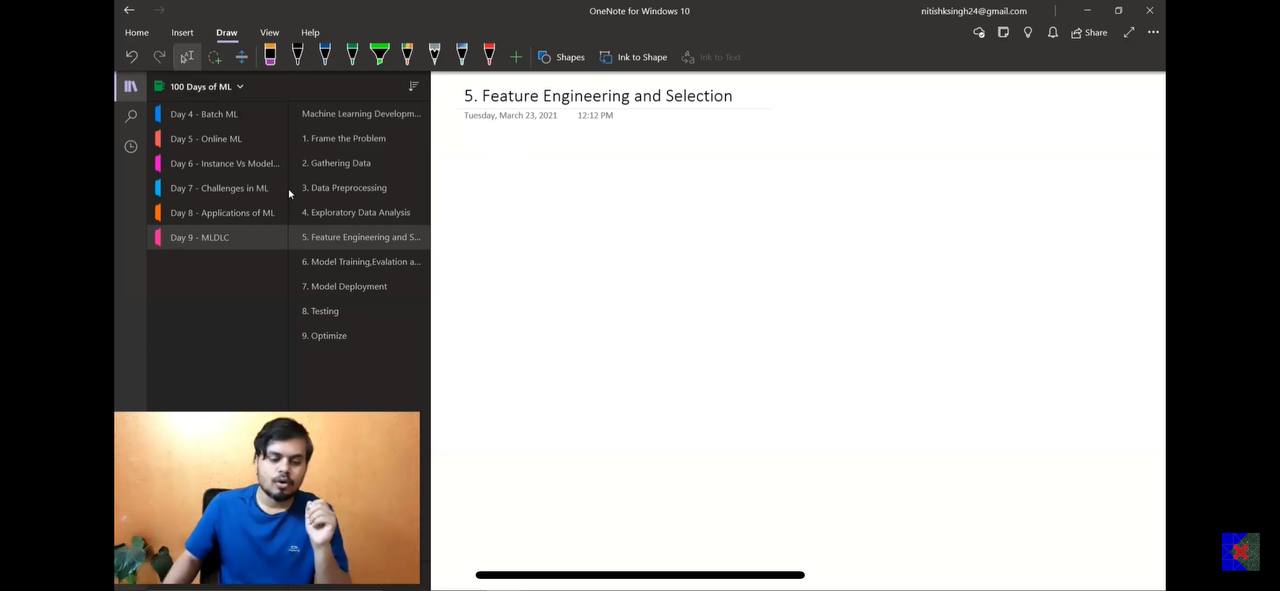 OneNote for Windows 10
nitishksingh24@gmail.com
Home Insert Draw View Help
Share
Shapes Ink to Shape Ink to Text
100 Days of ML
Day 4 - Batch ML
Day 5 - Online ML
Day 6 - Instance Vs Model...
Day 7 - Challenges in ML
Day 8 - Applications of ML
Day 9 - MLDLC
Machine Learning Developm...
1. Frame the Problem
2. Gathering Data
3. Data Preprocessing
4. Exploratory Data Analysis
5. Feature Engineering and S...
6. Model Training,Evalation a...
7. Model Deployment
8. Testing
9. Optimize
5. Feature Engineering and Selection
Tuesday, March 23, 2021 12:12 PM